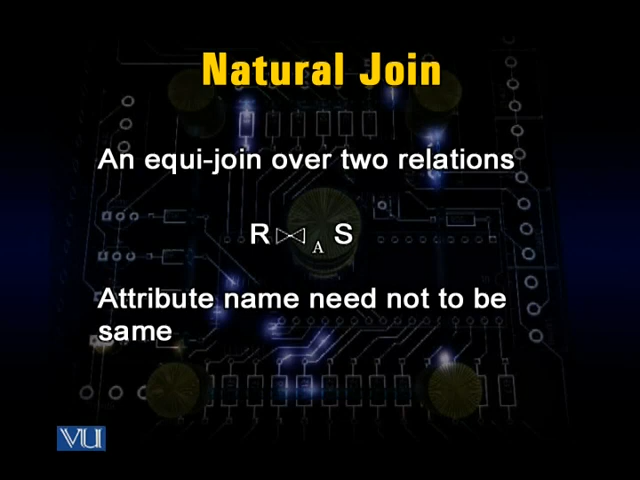 Natural Join
An equi-join over two relations
R ⋈ A S
Attribute name need not to be
same
VU